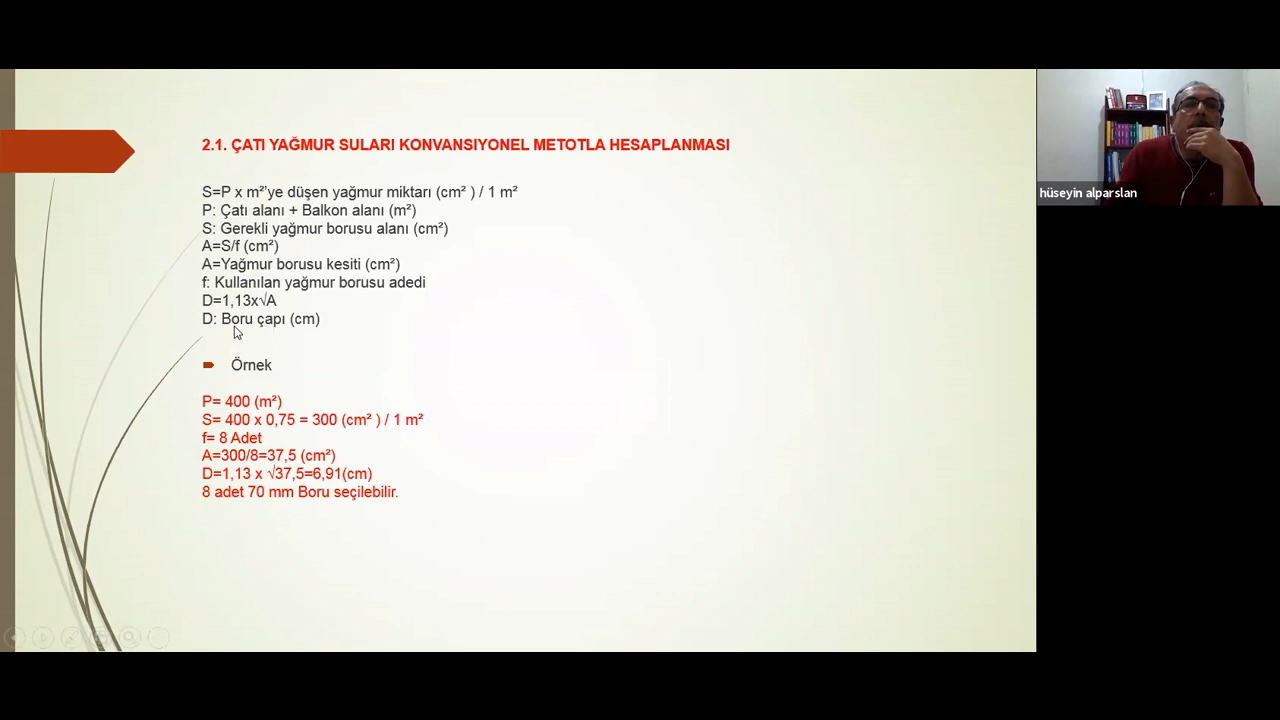 2.1. ÇATI YAĞMUR SULARI KONVANSIYONEL METOTLA HESAPLANMASI
S=P x m²'ye düşen yağmur miktarı (cm² ) / 1 m²
P: Çatı alanı + Balkon alanı (m²)
S: Gerekli yağmur borusu alanı (cm²)
A=S/f (cm²)
A=Yağmur borusu kesiti (cm²)
f: Kullanılan yağmur borusu adedi
D=1,13x√A
D: Boru çapı (cm)
Örnek
P= 400 (m²)
S= 400 x 0,75 = 300 (cm² ) / 1 m²
f= 8 Adet
A=300/8=37,5 (cm²)
D=1,13 x √37,5=6,91(cm)
8 adet 70 mm Boru seçilebilir.
hüseyin alparslan